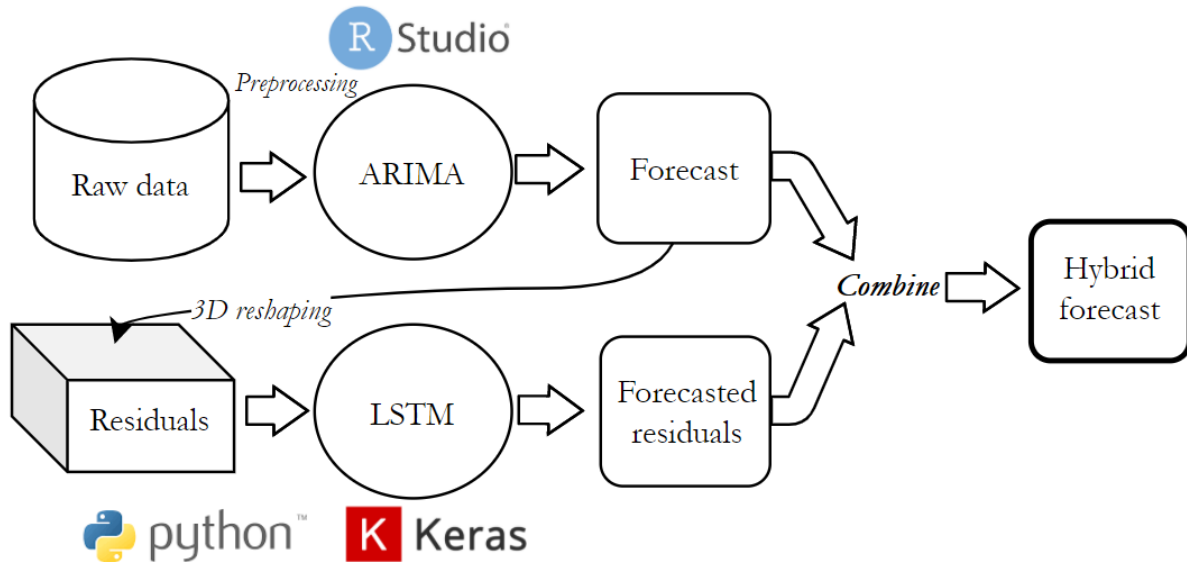 R Studio
Preprocessing
Raw data
ARIMA
Forecast
3D reshaping
Combine
Hybrid
forecast
Residuals
LSTM
Forecasted
residuals
python™
K Keras